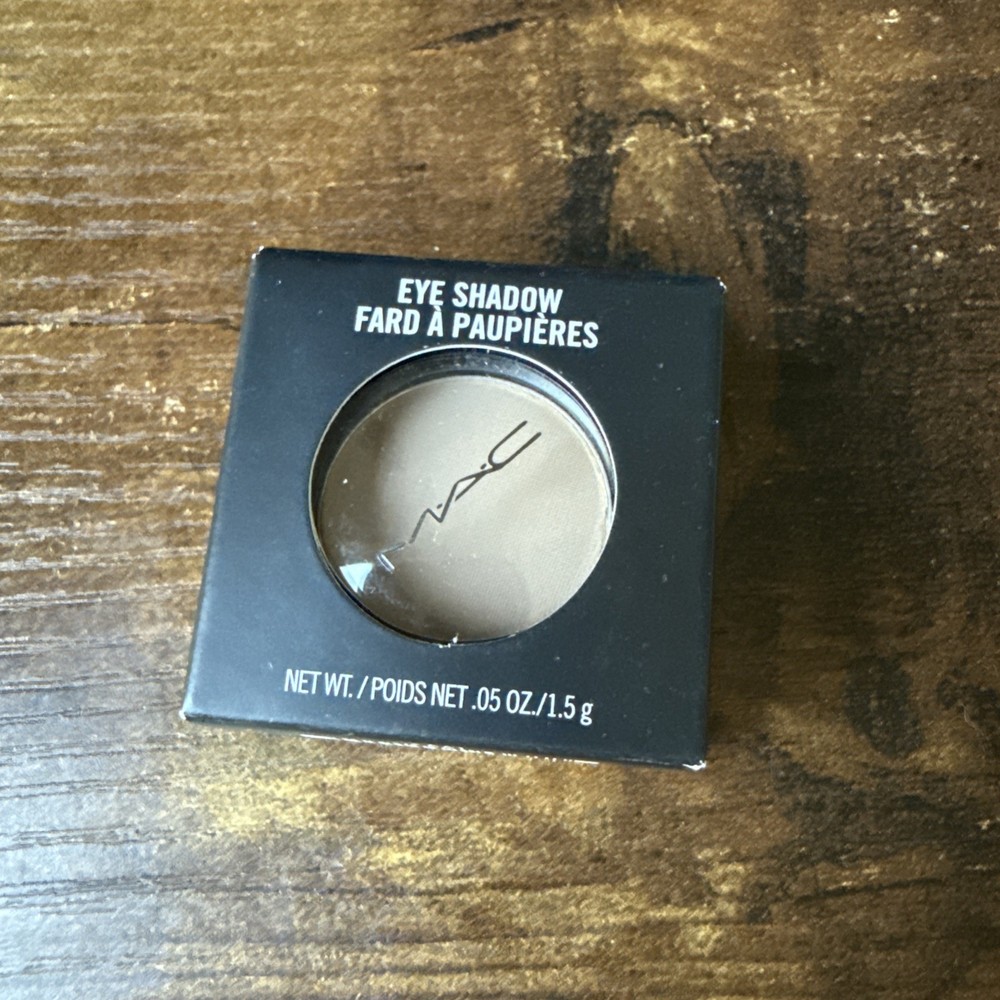 EYE SHADOW
FARD À PAUPIÈRES
M·A·C
NET WT. / POIDS NET .05 OZ./1.5 g